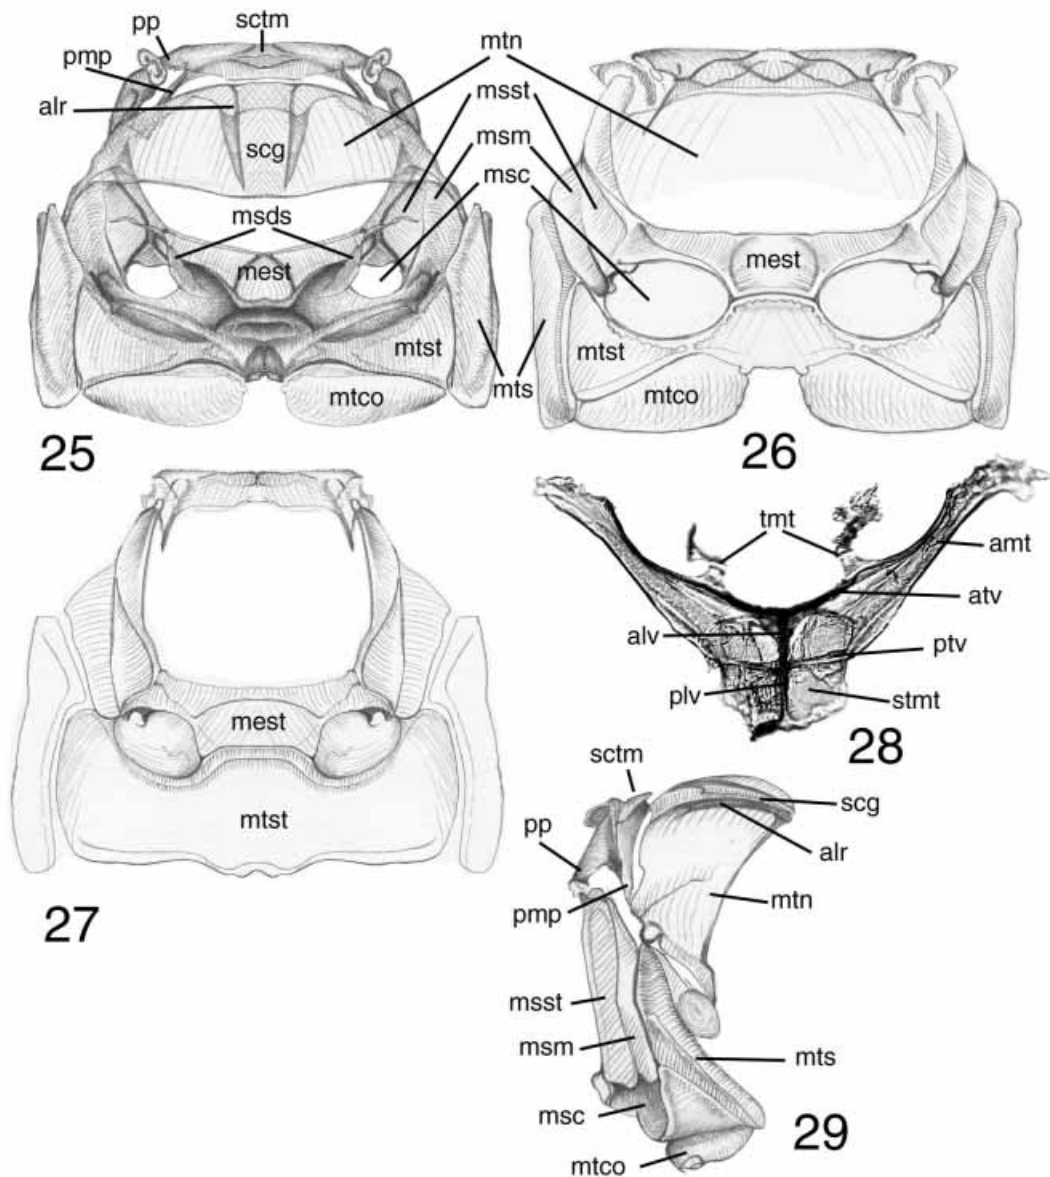 pp
sctm
pmp
alr
scg
msds
mest
mtst
mtco
25
mtn
msst
msm
msc
mts
mest
mtst
mtco
26
mest
mtst
27
tmt
amt
atv
alv
ptv
plv
stmt
28
sctm
scg
pp
alr
pmp
mtn
msst
msm
mts
msc
mtco
29